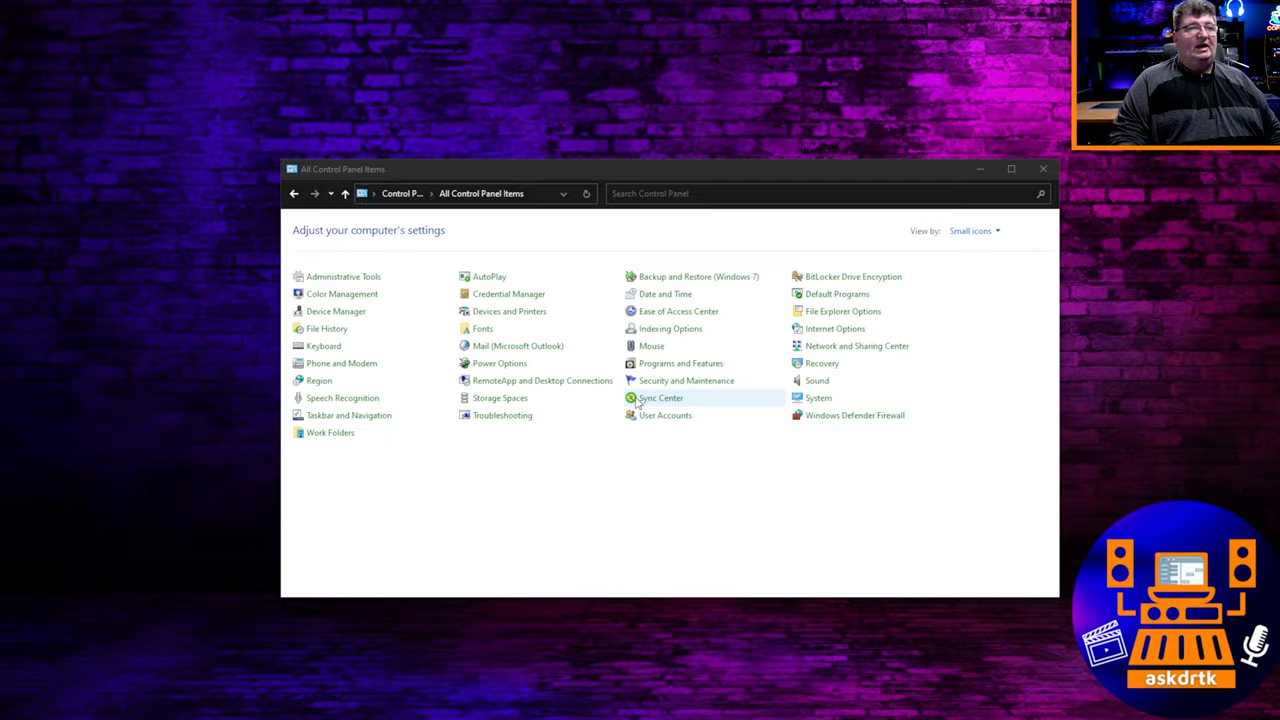 All Control Panel Items
Control P... All Control Panel Items
Search Control Panel
Adjust your computer's settings
View by: Small icons
Administrative Tools
AutoPlay
Backup and Restore (Windows 7)
BitLocker Drive Encryption
Color Management
Credential Manager
Date and Time
Default Programs
Device Manager
Devices and Printers
Ease of Access Center
File Explorer Options
File History
Fonts
Indexing Options
Internet Options
Keyboard
Mail (Microsoft Outlook)
Mouse
Network and Sharing Center
Phone and Modem
Power Options
Programs and Features
Recovery
Region
RemoteApp and Desktop Connections
Security and Maintenance
Sound
Speech Recognition
Storage Spaces
Sync Center
System
Taskbar and Navigation
Troubleshooting
User Accounts
Windows Defender Firewall
Work Folders
askdrtk